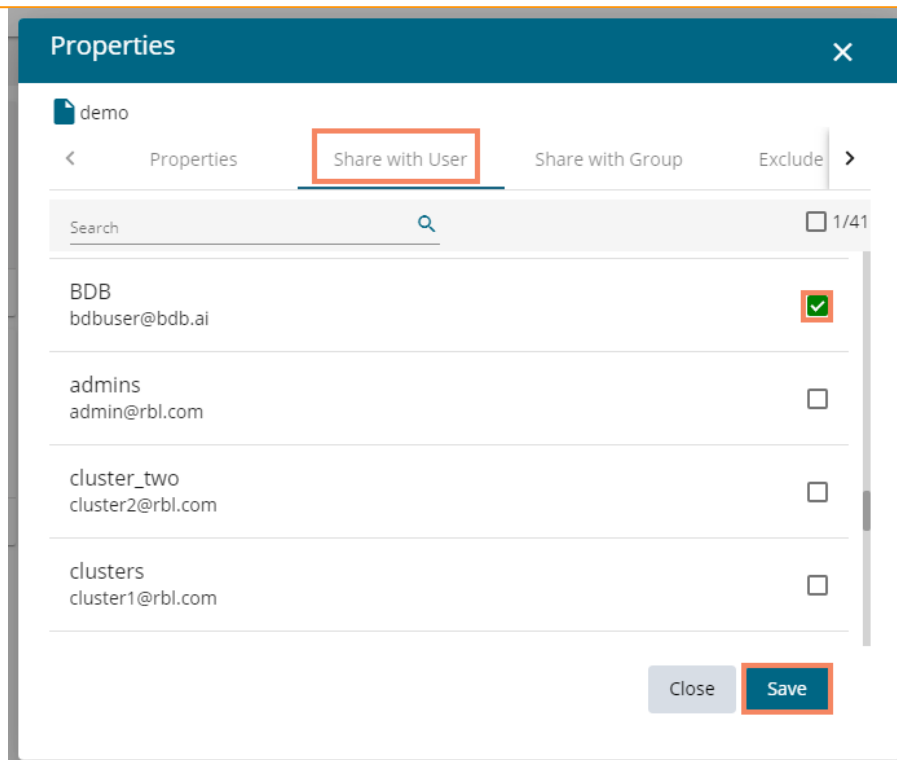 Properties
demo
Properties Share with User Share with Group Exclude
Search 1/41
BDB
bdbuser@bdb.ai
admins
admin@rbl.com
cluster_two
cluster2@rbl.com
clusters
cluster1@rbl.com
Close Save